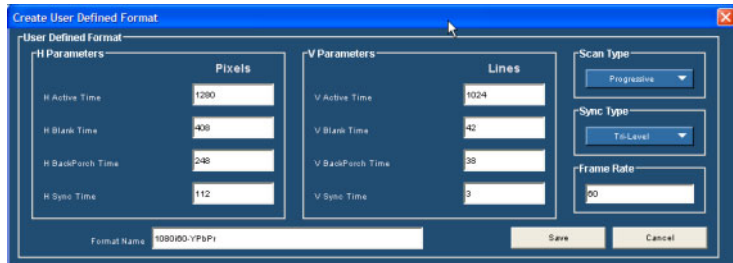 Create User Defined Format
User Defined Format
H Parameters
Pixels
H Active Time 1280
H Blank Time 408
H BackPorch Time 248
H Sync Time 112
V Parameters
Lines
V Active Time 1024
V Blank Time 42
V BackPorch Time 38
V Sync Time 3
Scan Type
Progressive
Sync Type
Tri-Level
Frame Rate
60
Format Name 1080i60-YPbPr
Save
Cancel